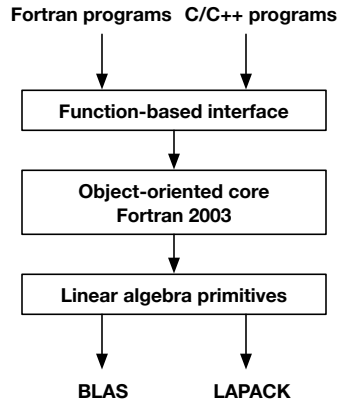 Fortran programs C/C++ programs
Function-based interface
Object-oriented core
Fortran 2003
Linear algebra primitives
BLAS LAPACK